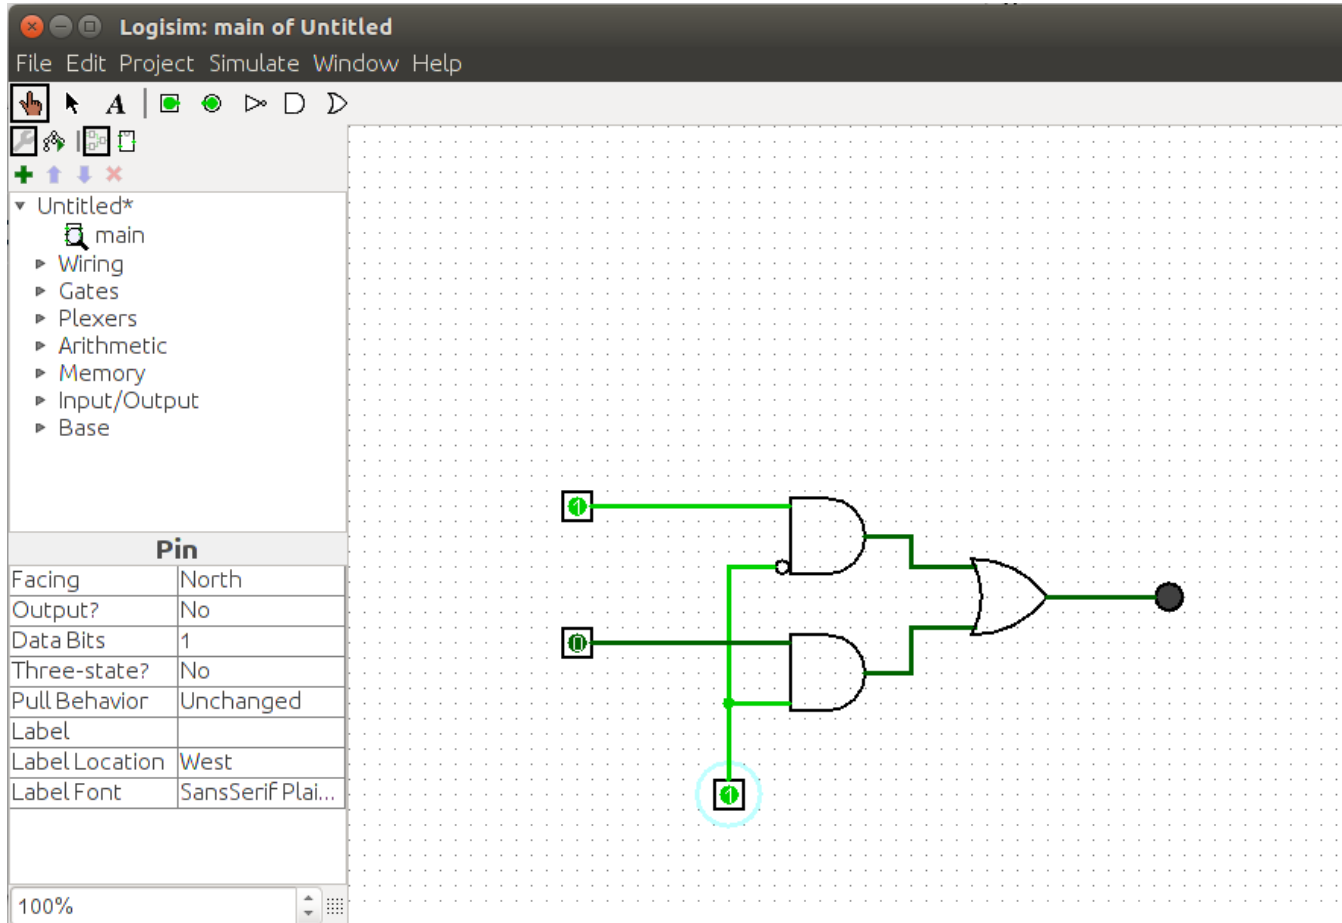 Logisim: main of Untitled
File Edit Project Simulate Window Help
A
Untitled*
main
Wiring
Gates
Plexers
Arithmetic
Memory
Input/Output
Base
Pin
Facing North
Output? No
Data Bits 1
Three-state? No
Pull Behavior Unchanged
Label
Label Location West
Label Font SansSerif Plai...
100%
1
0
1